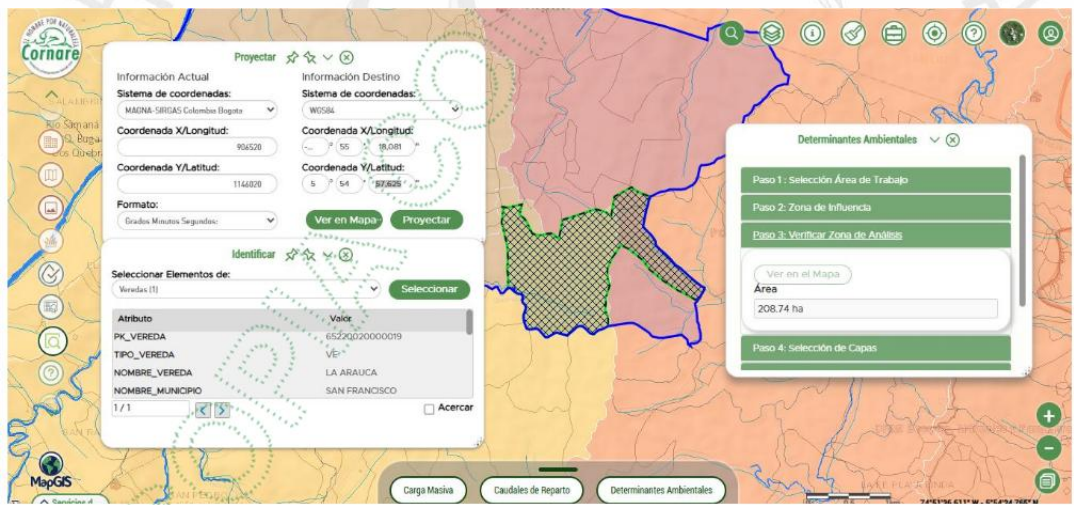 Cornare
Proyectar
Información Actual
Información Destino
Sistema de coordenadas:
Sistema de coordenadas:
MAGNA-SIRGAS Colombia Bogota
WGS84
Coordenada X/Longitud:
Coordenada X/Longitud:
906520
-... ° 55 ' 18,081 "
Coordenada Y/Latitud:
Coordenada Y/Latitud:
1146020
5 ° 54 ' 57,625 "
Formato:
Grados Minutos Segundos:
Ver en Mapa
Proyectar
Identificar
Seleccionar Elementos de:
Veredas (1)
Seleccionar
Atributo
Valor
PK_VEREDA
65220020000019
TIPO_VEREDA
VE
NOMBRE_VEREDA
LA ARAUCA
NOMBRE_MUNICIPIO
SAN FRANCISCO
1 / 1
Acercar
Determinantes Ambientales
Paso 1 : Selección Área de Trabajo
Paso 2: Zona de Influencia
Paso 3: Verificar Zona de Análisis
Ver en el Mapa
Área
208.74 ha
Paso 4: Selección de Capas
MapGIS
Carga Masiva
Caudales de Reparto
Determinantes Ambientales